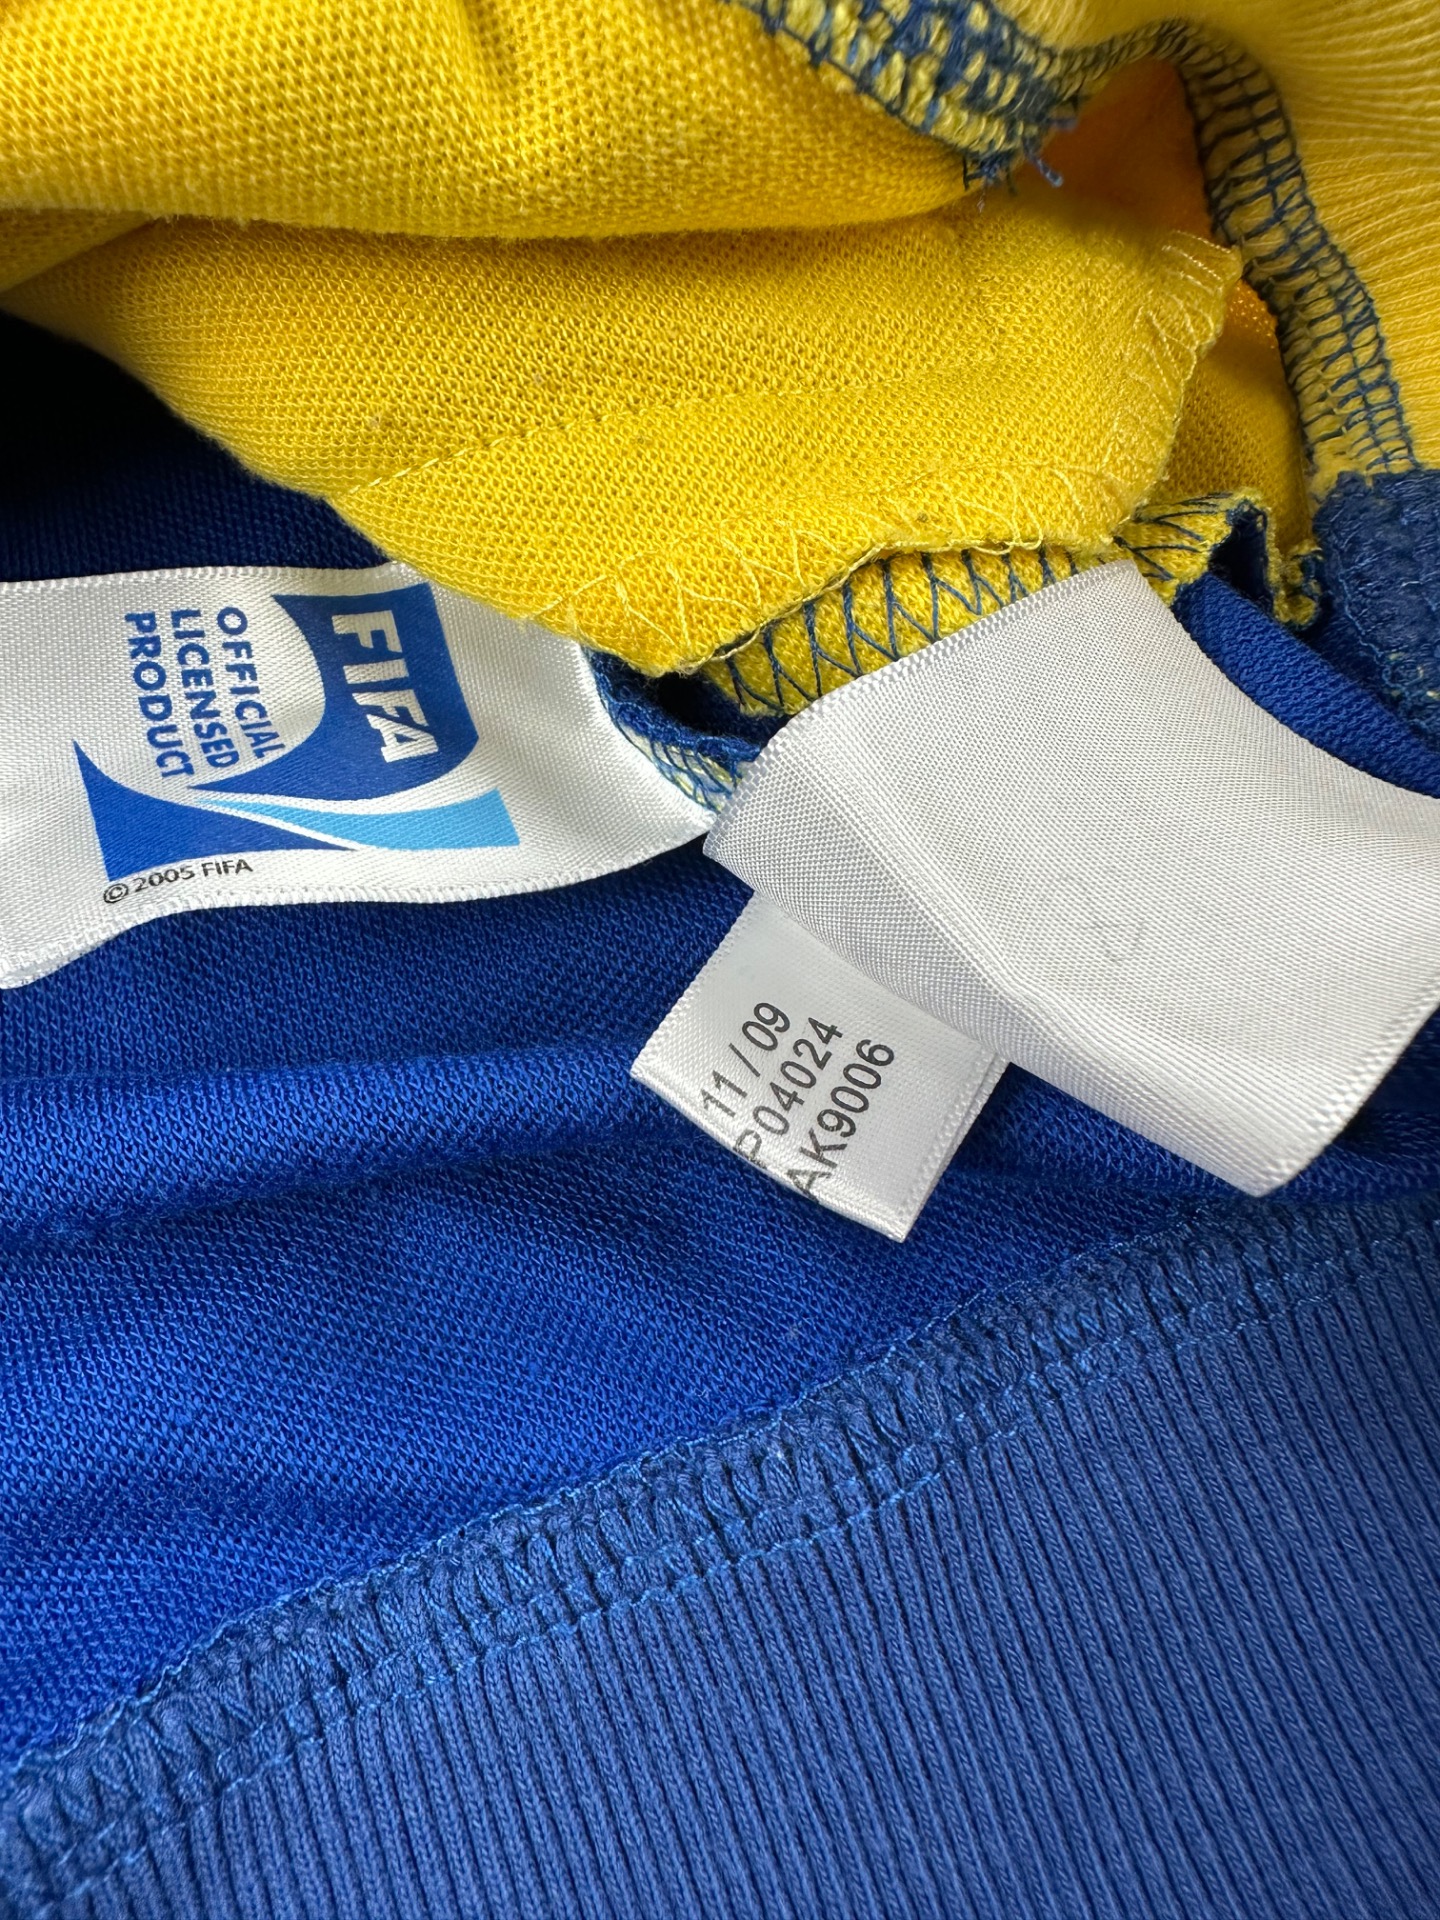 FIFA
OFFICIAL
LICENSED
PRODUCT
© 2005 FIFA
11/09
P04024
AK9006